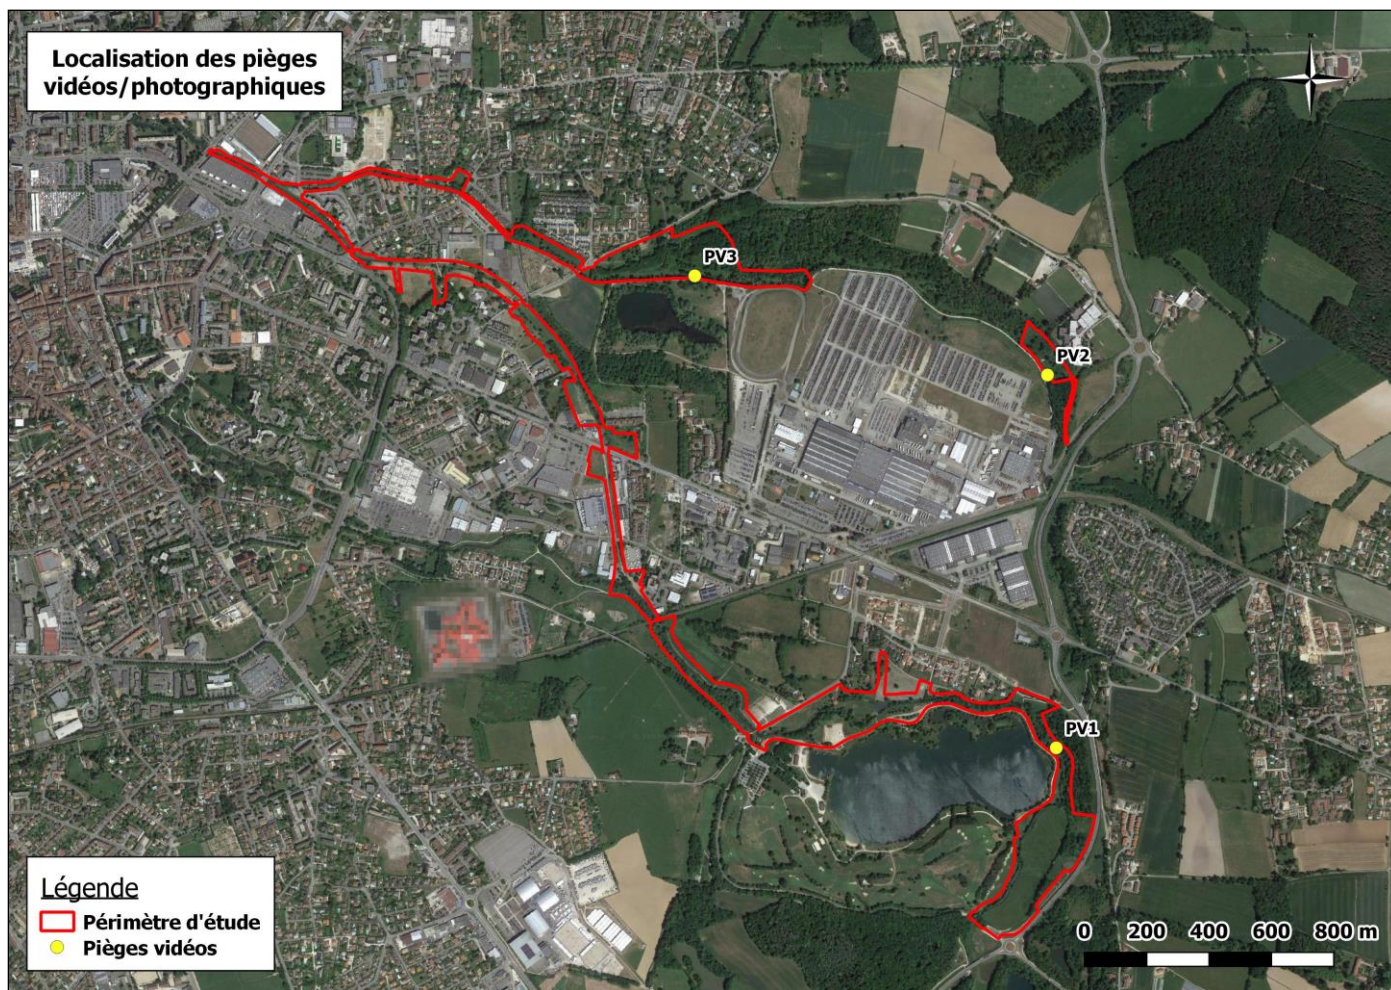 Localisation des pièges
vidéos/photographiques
PV3
PV2
PV1
Légende
Périmètre d'étude
Pièges vidéos
0 200 400 600 800 m